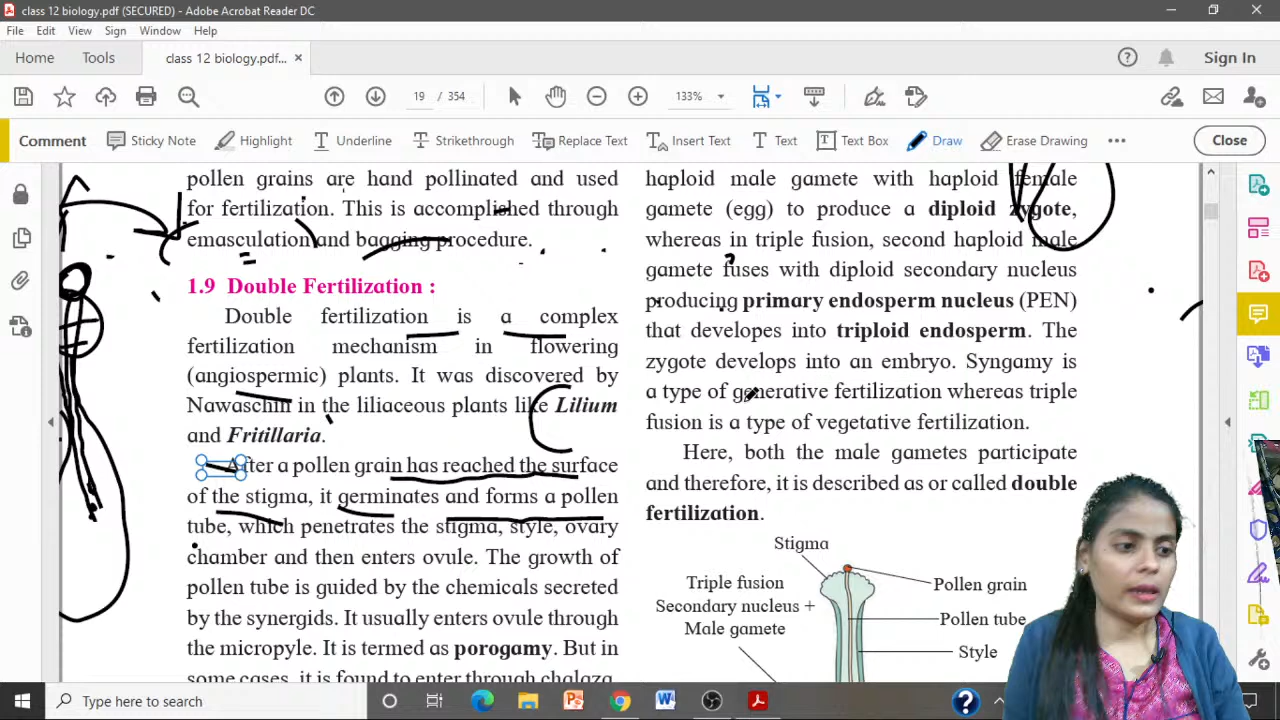 class 12 biology.pdf (SECURED) - Adobe Acrobat Reader DC
File Edit View Sign Window Help
Home Tools class 12 biology.pdf... × Sign In
19 / 354 133%
Comment Sticky Note Highlight Underline Strikethrough Replace Text Insert Text Text Text Box Draw Erase Drawing Close
pollen grains are hand pollinated and used
for fertilization. This is accomplished through
emasculation and bagging procedure.
1.9 Double Fertilization :
Double fertilization is a complex
fertilization mechanism in flowering
(angiospermic) plants. It was discovered by
Nawaschin in the liliaceous plants like Lilium
and Fritillaria.
After a pollen grain has reached the surface
of the stigma, it germinates and forms a pollen
tube, which penetrates the stigma, style, ovary
chamber and then enters ovule. The growth of
pollen tube is guided by the chemicals secreted
by the synergids. It usually enters ovule through
the micropyle. It is termed as porogamy. But in
some cases, it is found to enter through chalaza
haploid male gamete with haploid female
gamete (egg) to produce a diploid zygote,
whereas in triple fusion, second haploid male
gamete fuses with diploid secondary nucleus
producing primary endosperm nucleus (PEN)
that developes into triploid endosperm. The
zygote develops into an embryo. Syngamy is
a type of generative fertilization whereas triple
fusion is a type of vegetative fertilization.
Here, both the male gametes participate
and therefore, it is described as or called double
fertilization.
Stigma
Triple fusion
Secondary nucleus +
Male gamete
Pollen grain
Pollen tube
Style
Type here to search